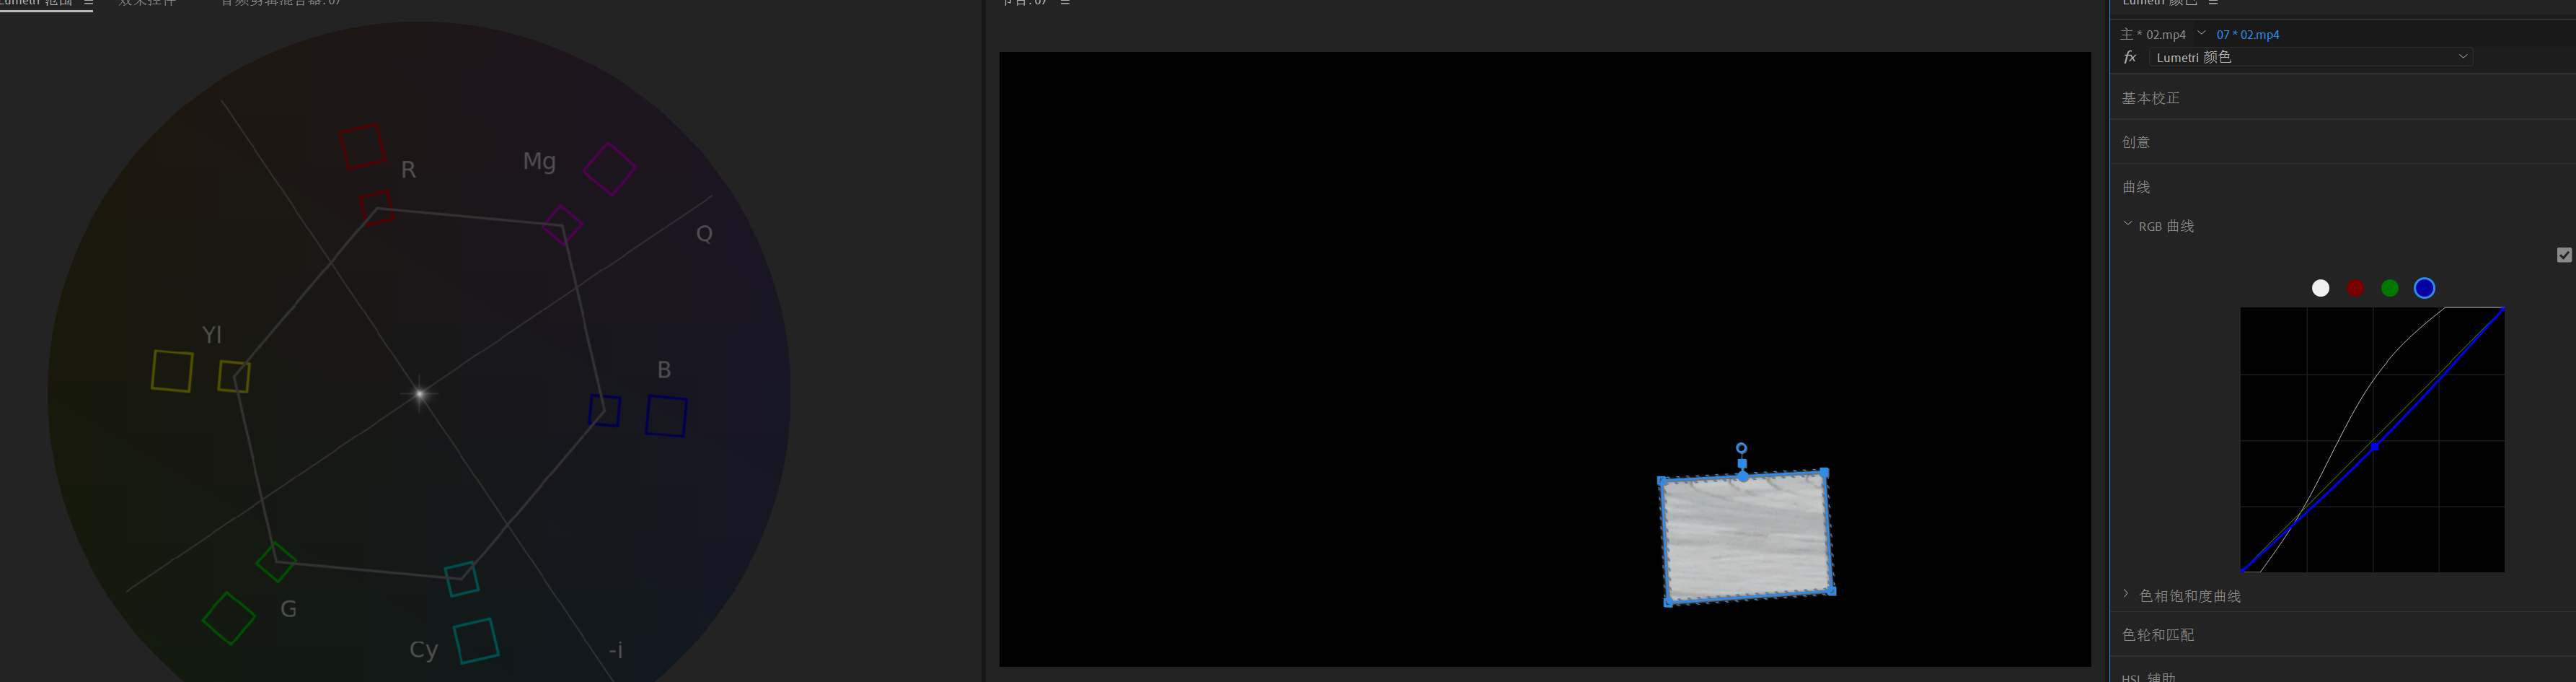 Lumetri 范围 ≡ 效果控件 音频剪辑混合器:07
R
Mg
Q
Yl
B
G
Cy
-i
节目:07 ≡
Lumetri 颜色 ≡
主 * 02.mp4 07 * 02.mp4
fx Lumetri 颜色
基本校正
创意
曲线
RGB 曲线
色相饱和度曲线
色轮和匹配
HSL 辅助